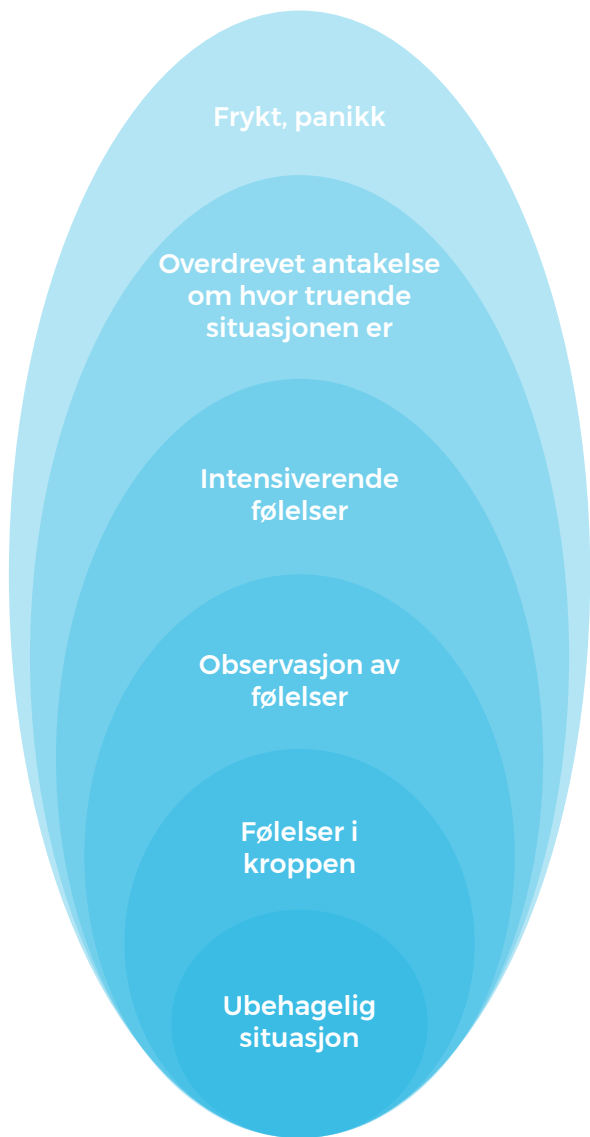 Frykt, panikk
Overdrevet antakelse
om hvor truende
situasjonen er
Intensiverende
følelser
Observasjon av
følelser
Følelser i
kroppen
Ubehagelig
situasjon